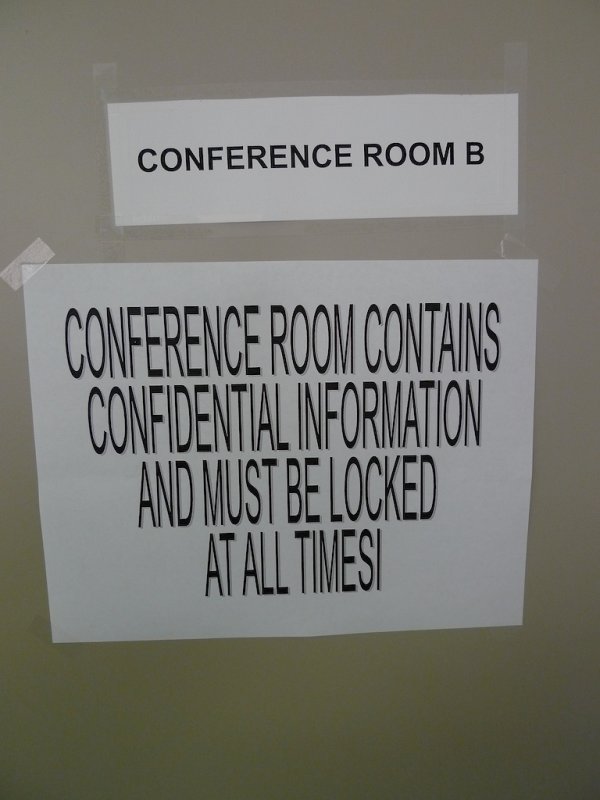 CONFERENCE ROOM B
CONFERENCE ROOM CONTAINS
CONFIDENTIAL INFORMATION
AND MUST BE LOCKED
AT ALL TIMES!